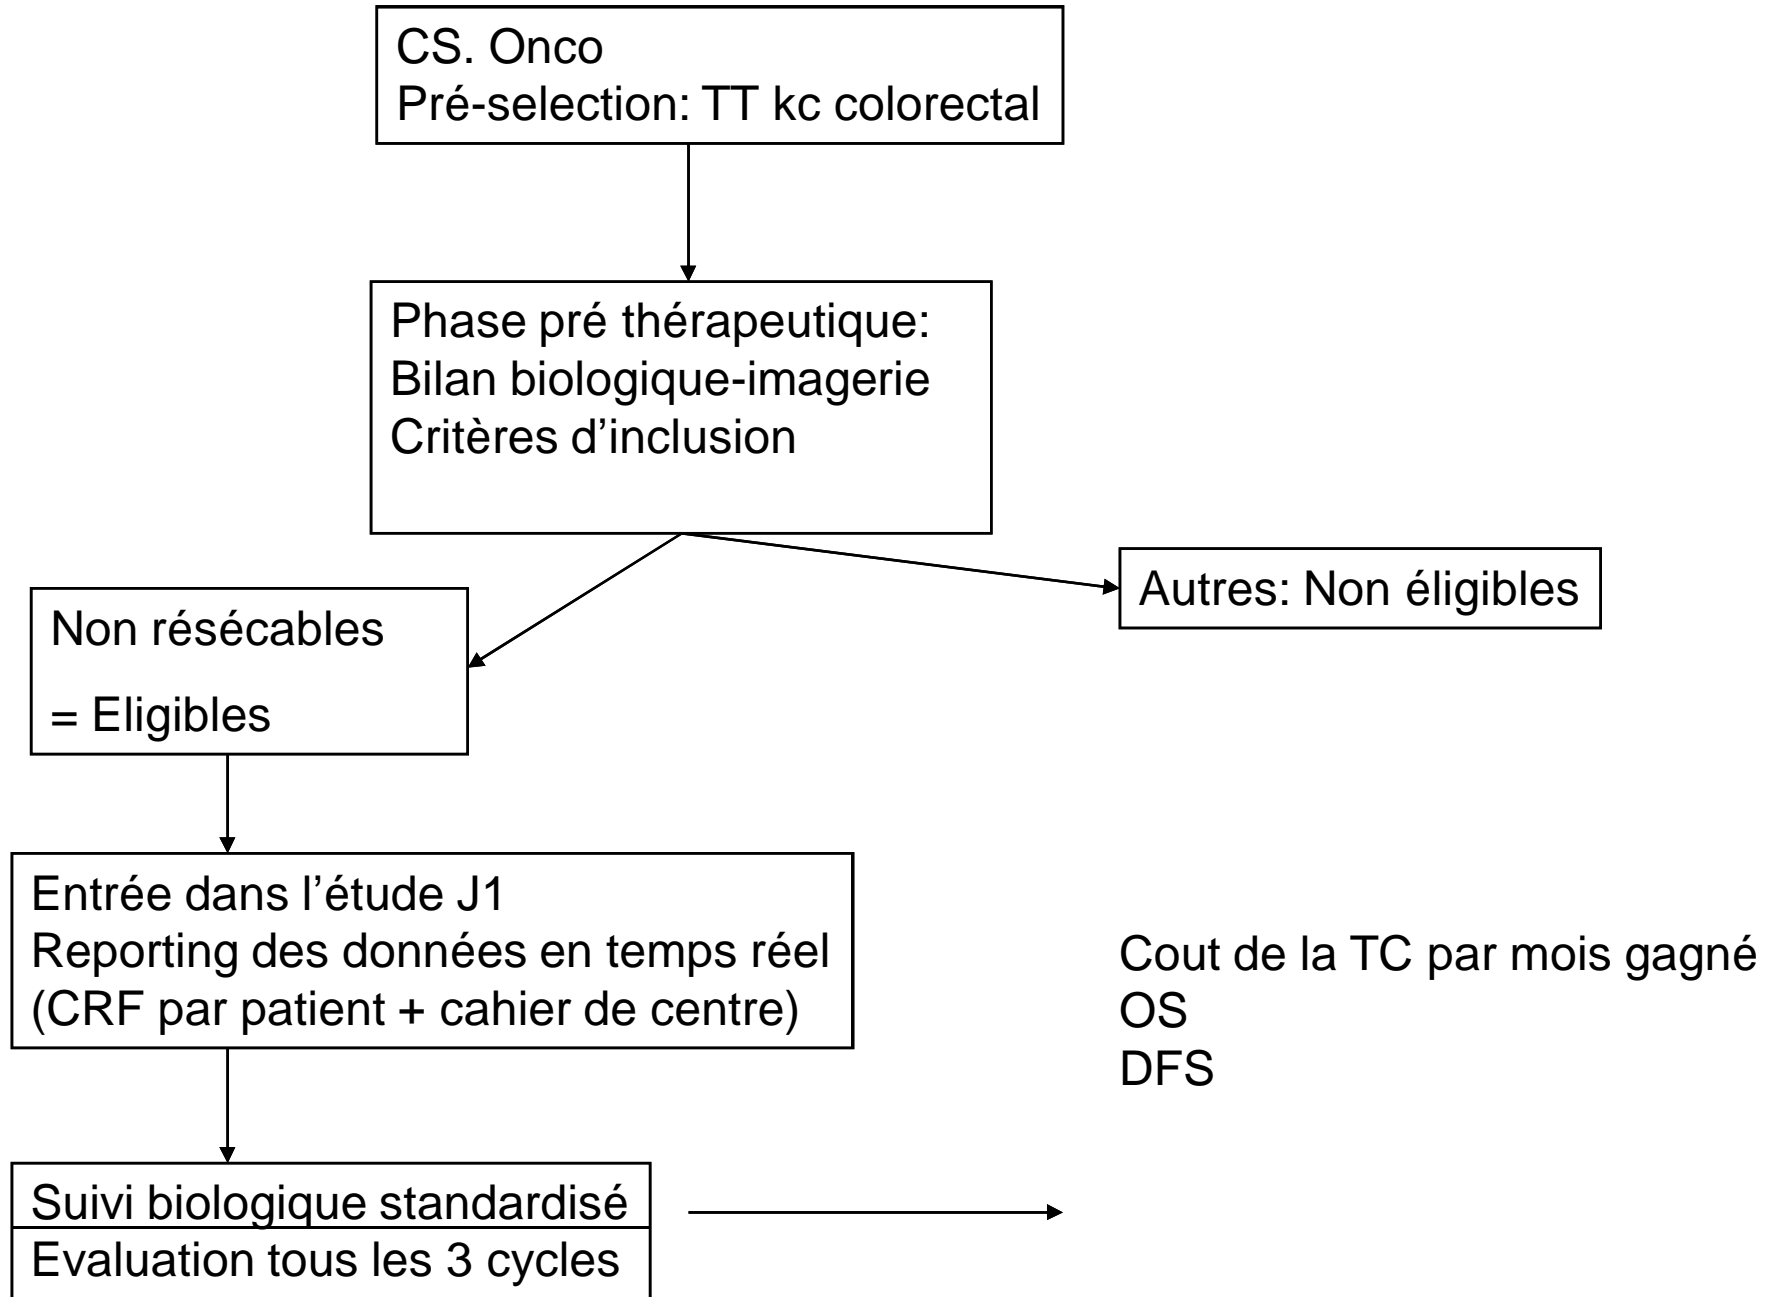 CS. Onco
Pré-selection: TT kc colorectal
Phase pré thérapeutique:
Bilan biologique-imagerie
Critères d’inclusion
Autres: Non éligibles
Non résécables
= Eligibles
Entrée dans l’étude J1
Reporting des données en temps réel
(CRF par patient + cahier de centre)
Cout de la TC par mois gagné
OS
DFS
Suivi biologique standardisé
Evaluation tous les 3 cycles